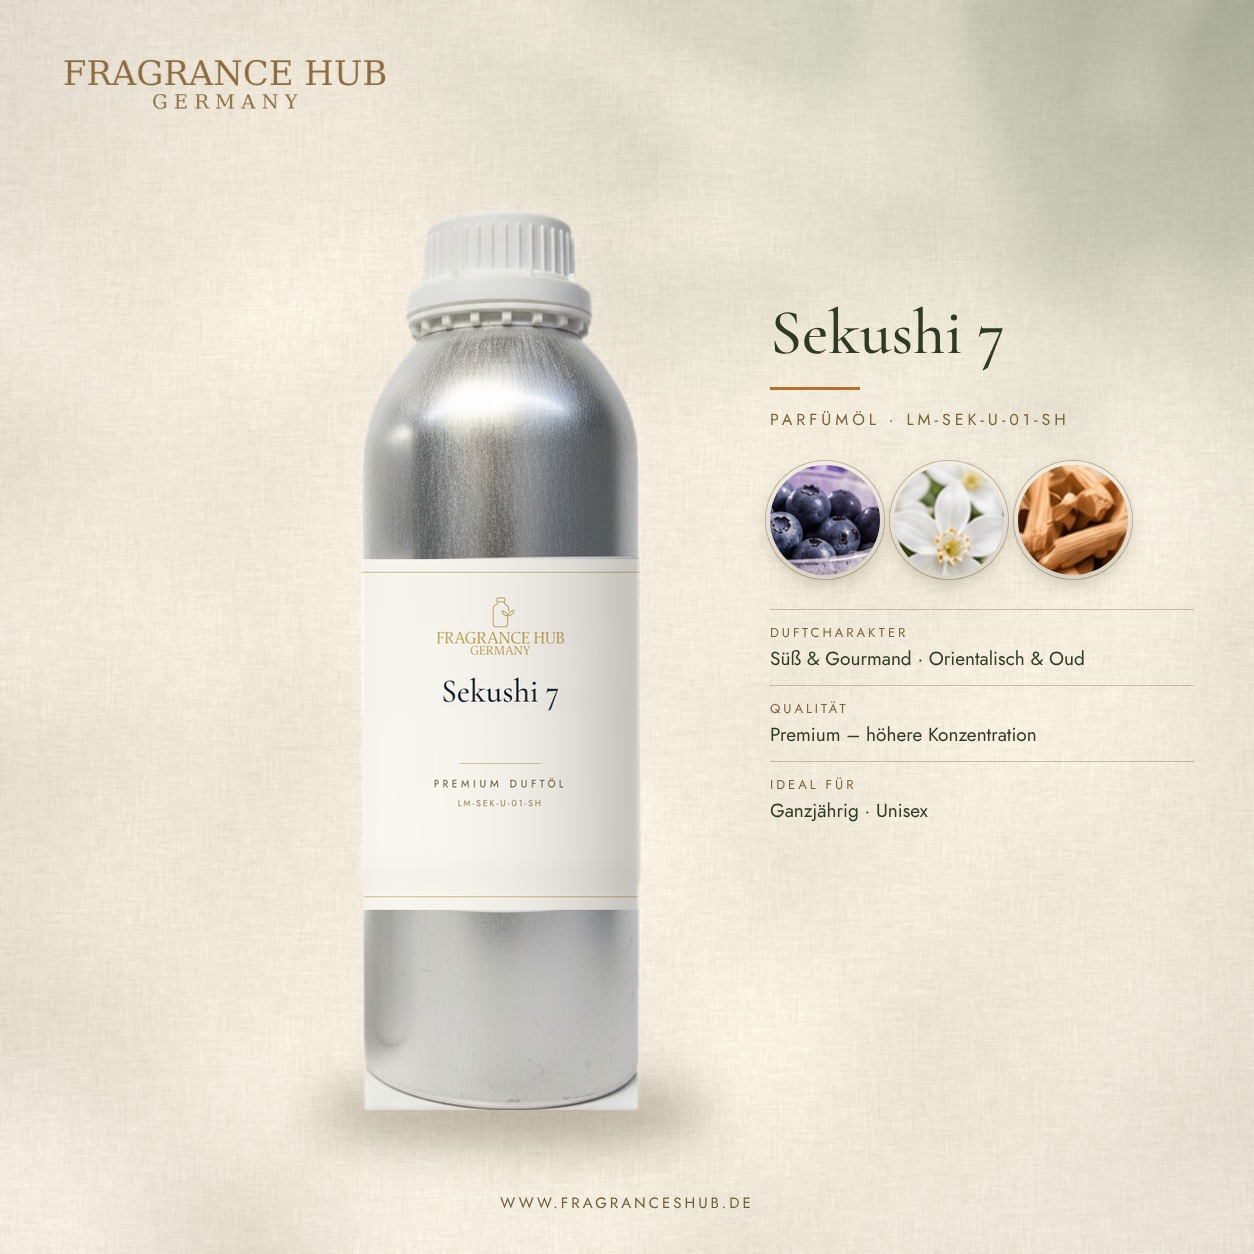 FRAGRANCE HUB
GERMANY
Sekushi 7
PARFÜMÖL · LM-SEK-U-01-SH
DUFTCHARAKTER
Süß & Gourmand · Orientalisch & Oud
QUALITÄT
Premium – höhere Konzentration
IDEAL FÜR
Ganzjährig · Unisex
FRAGRANCE HUB
GERMANY
Sekushi 7
PREMIUM DUFTÖL
LM-SEK-U-01-SH
WWW.FRAGRANCESHUB.DE